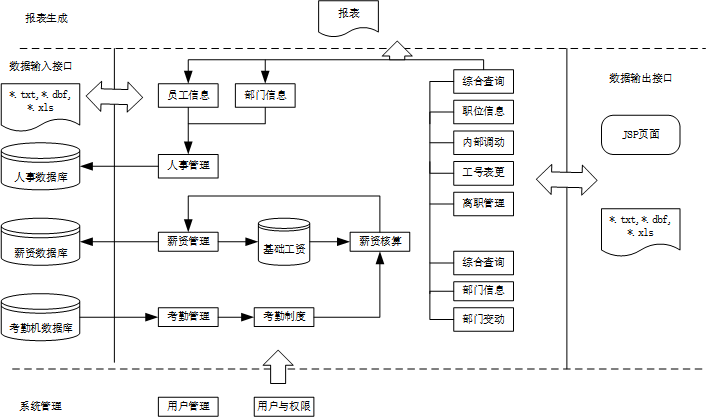 报表生成
报表
数据输入接口
*.txt,*.dbf,
*.xls
人事数据库
薪资数据库
考勤机数据库
员工信息
部门信息
人事管理
薪资管理
基础工资
薪资核算
考勤管理
考勤制度
综合查询
职位信息
内部调动
工号表更
离职管理
综合查询
部门信息
部门变动
数据输出接口
JSP页面
*.txt,*.dbf,
*.xls
系统管理
用户管理
用户与权限